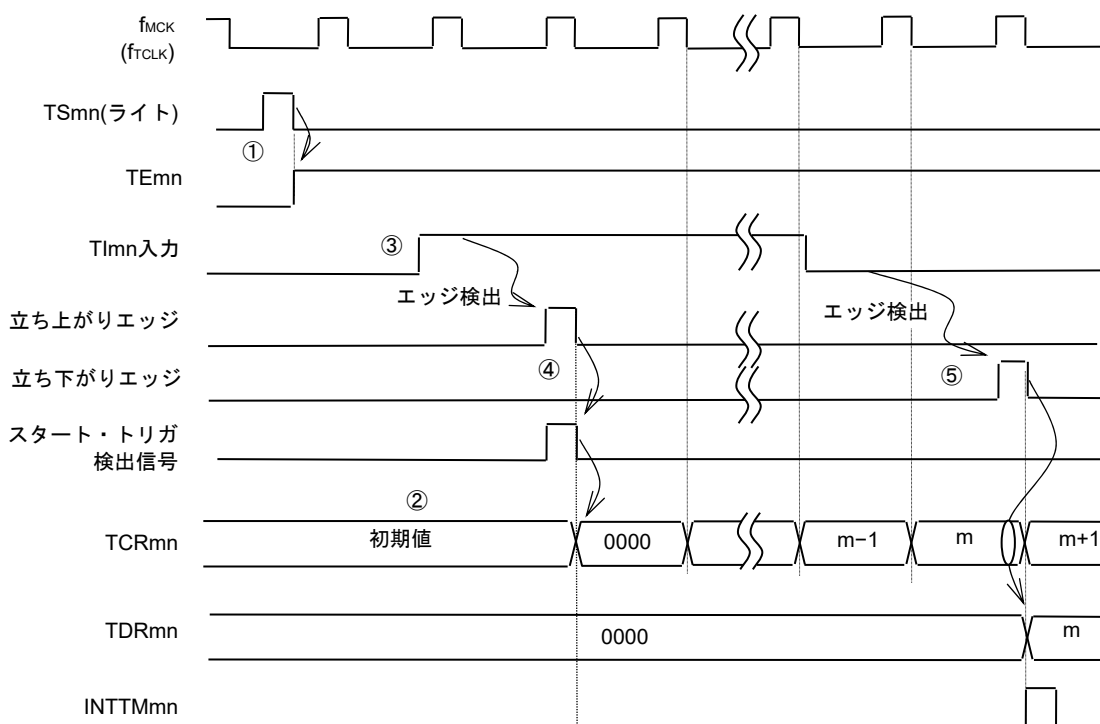 fMCK
(fTCLK)
TSmn(ライト)
①
TEmn
TImn入力
③
エッジ検出
エッジ検出
立ち上がりエッジ
④
立ち下がりエッジ
⑤
スタート・トリガ
検出信号
②
TCRmn
初期値
0000
m−1
m
m+1
TDRmn
0000
m
INTTMmn